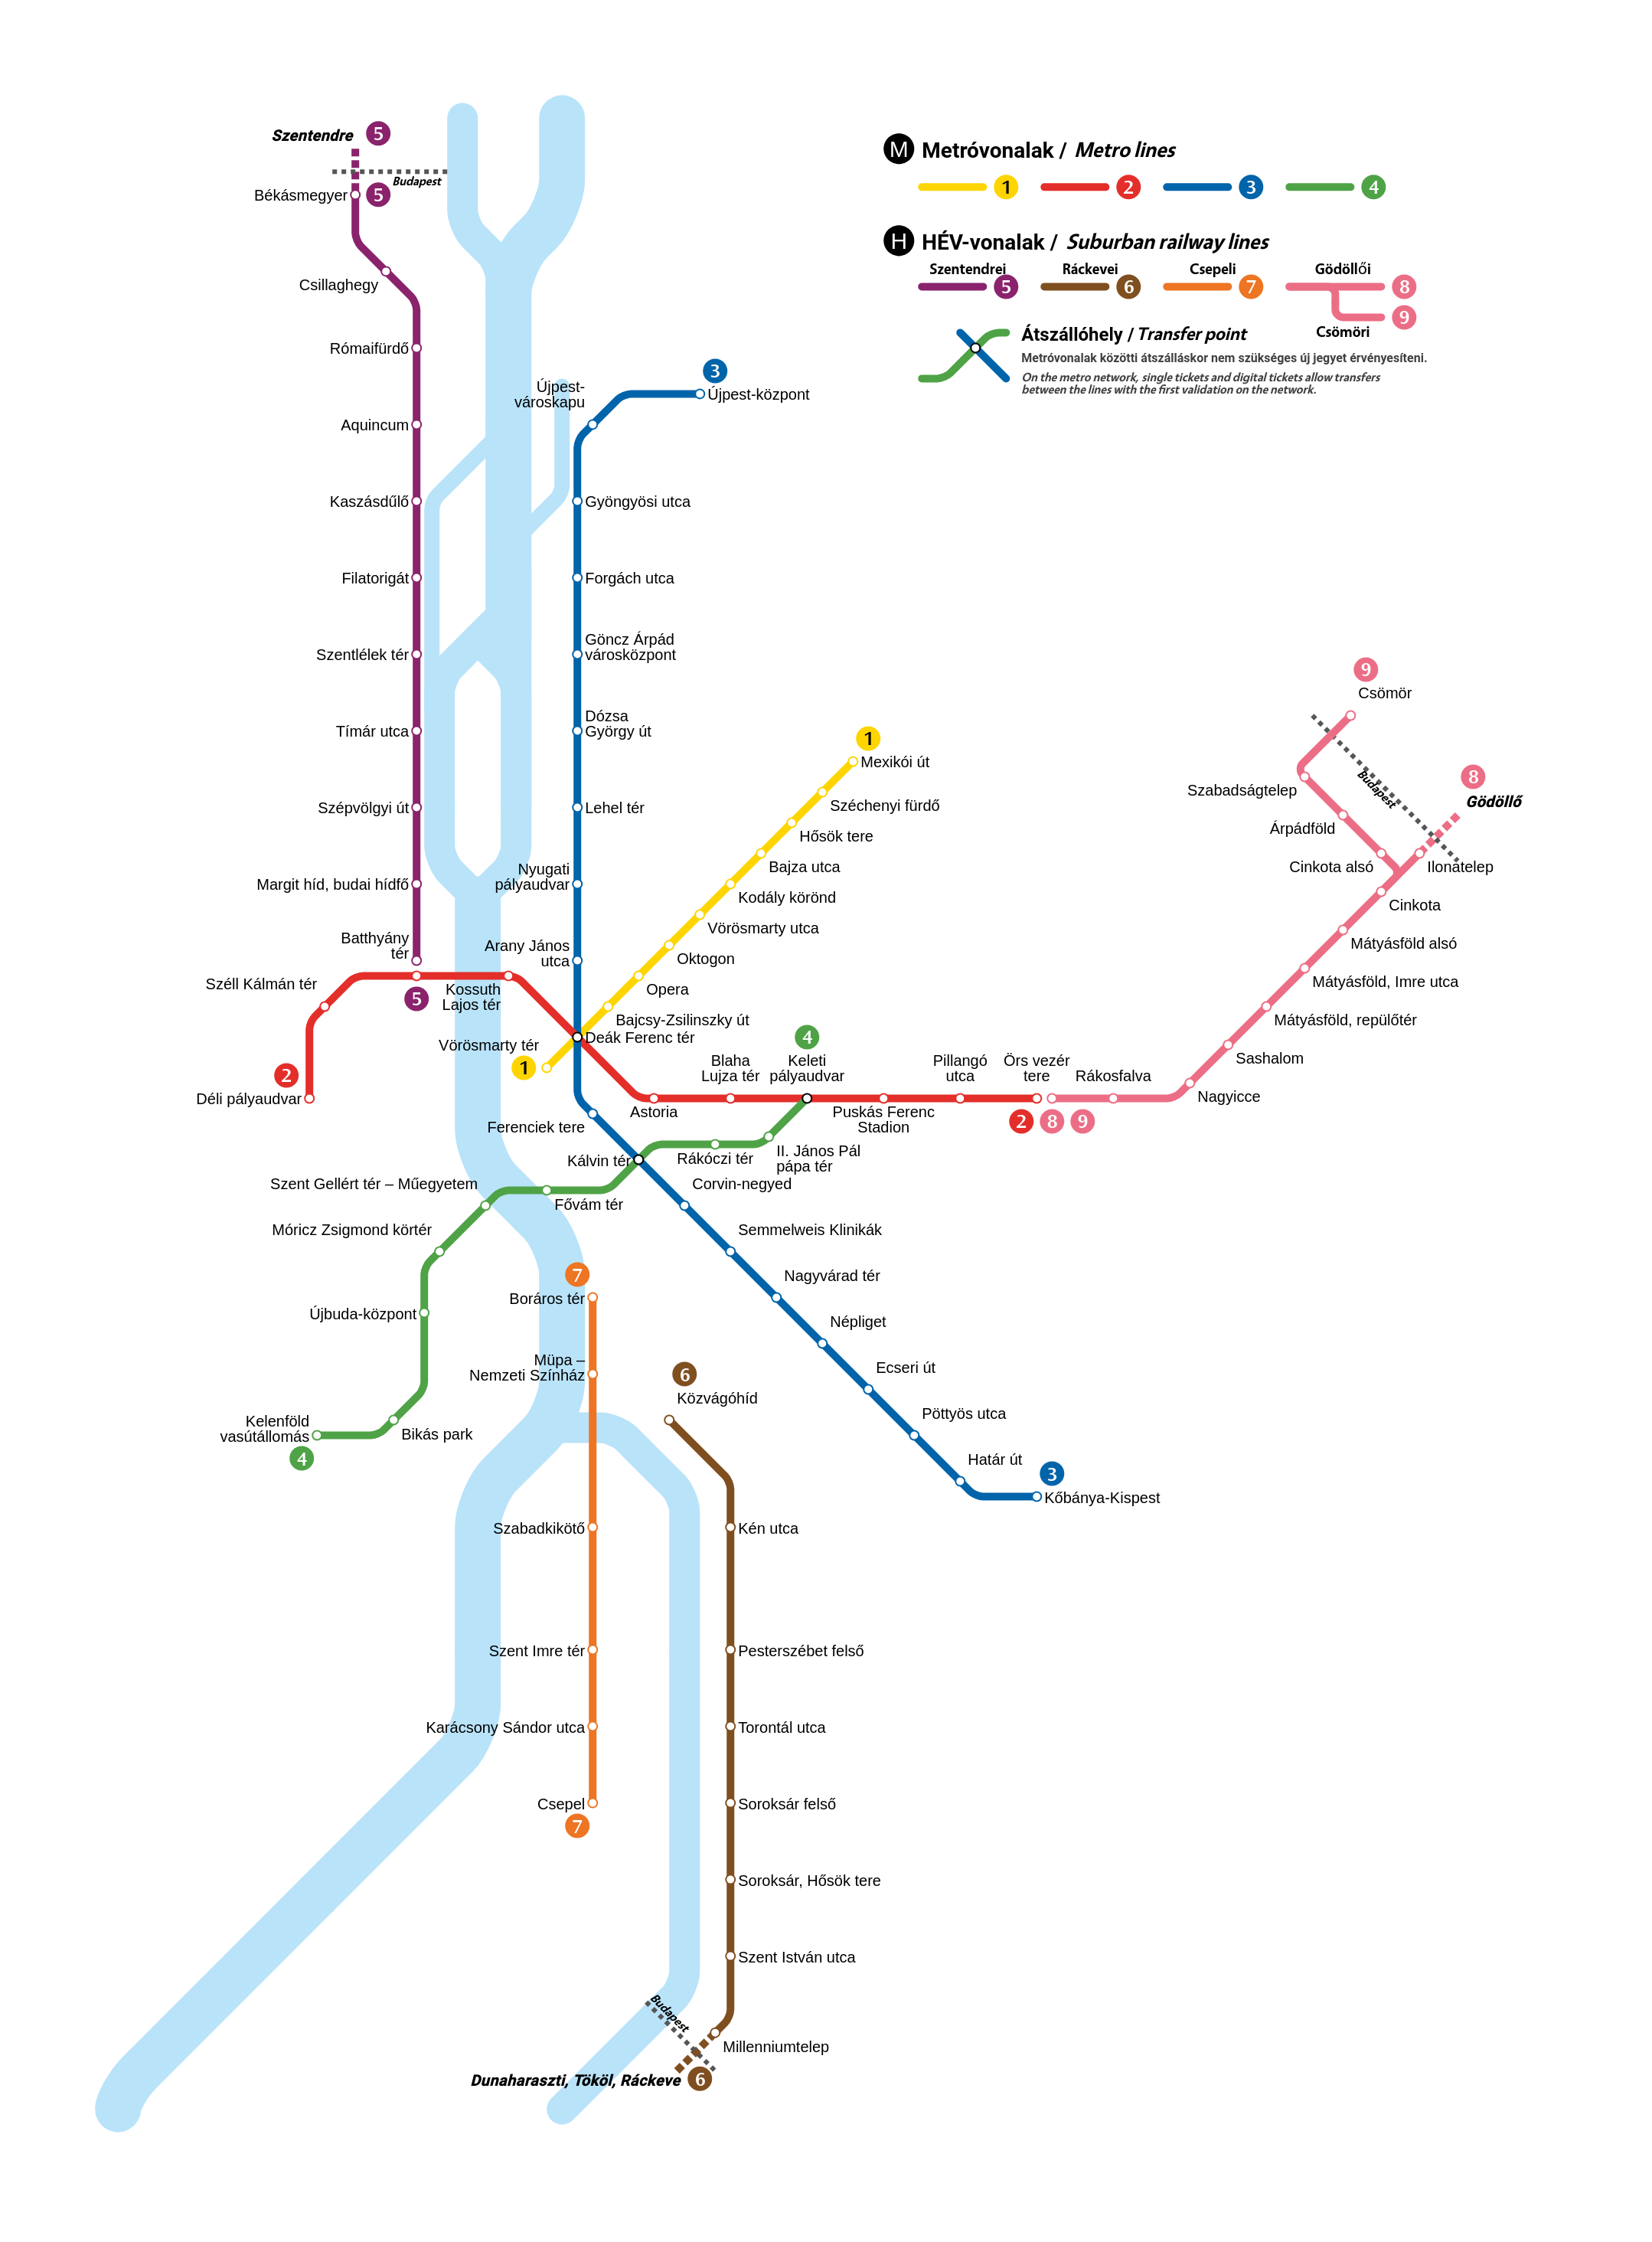 Szentendre 5
Budapest
Békásmegyer 5
Csillaghegy
Rómaifürdő
Aquincum
Kaszásdűlő
Filatorigát
Szentlélek tér
Tímár utca
Szépvölgyi út
Margit híd, budai hídfő
Batthyány
tér
5
M Metróvonalak / Metro lines
1 2 3 4
H HÉV-vonalak / Suburban railway lines
Szentendrei Ráckevei Csepeli Gödöllői
5 6 7 8
9
Csömöri
Átszállóhely / Transfer point
Metróvonalak közötti átszálláskor nem szükséges új jegyet érvényesíteni.
On the metro network, single tickets and digital tickets allow transfers
between the lines with the first validation on the network.
3
Újpest-központ
Újpest-
városkapu
Gyöngyösi utca
Forgách utca
Göncz Árpád
városközpont
Dózsa
György út
Lehel tér
Nyugati
pályaudvar
Arany János
utca
1
Mexikói út
Széchenyi fürdő
Hősök tere
Bajza utca
Kodály körönd
Vörösmarty utca
Oktogon
Opera
Bajcsy-Zsilinszky út
Deák Ferenc tér
Vörösmarty tér
1
Széll Kálmán tér
Kossuth
Lajos tér
2
Déli pályaudvar
Astoria
Blaha
Lujza tér
4
Keleti
pályaudvar
Puskás Ferenc
Stadion
Pillangó
utca
Örs vezér
tere
2 8 9
Rákosfalva
Nagyicce
Sashalom
Mátyásföld, repülőtér
Mátyásföld, Imre utca
Mátyásföld alsó
Cinkota
Ilonatelep
Cinkota alsó
Árpádföld
Szabadságtelep
9
Csömör
Budapest
8
Gödöllő
Ferenciek tere
Kálvin tér
Rákóczi tér
II. János Pál
pápa tér
Corvin-negyed
Fővám tér
Szent Gellért tér – Műegyetem
Móricz Zsigmond körtér
Újbuda-központ
Bikás park
Kelenföld
vasútállomás
4
Semmelweis Klinikák
Nagyvárad tér
Népliget
Ecseri út
Pöttyös utca
Határ út
3
Kőbánya-Kispest
7
Boráros tér
Müpa –
Nemzeti Színház
Szabadkikötő
Szent Imre tér
Karácsony Sándor utca
Csepel
7
6
Közvágóhíd
Kén utca
Pesterszébet felső
Torontál utca
Soroksár felső
Soroksár, Hősök tere
Szent István utca
Budapest
Millenniumtelep
Dunaharaszti, Tököl, Ráckeve 6